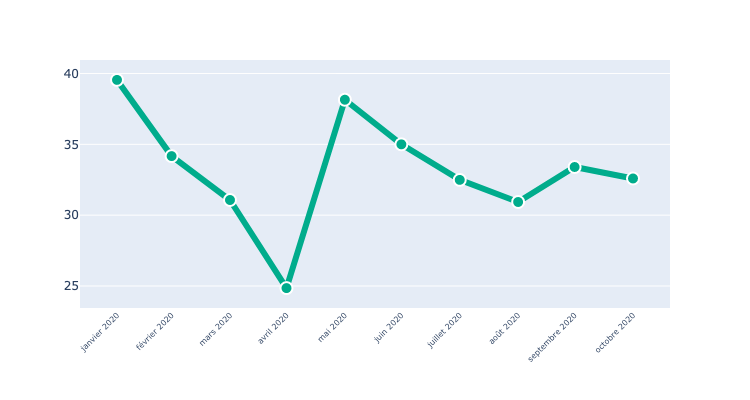 40
35
30
25
janvier 2020
février 2020
mars 2020
avril 2020
mai 2020
juin 2020
juillet 2020
août 2020
septembre 2020
octobre 2020